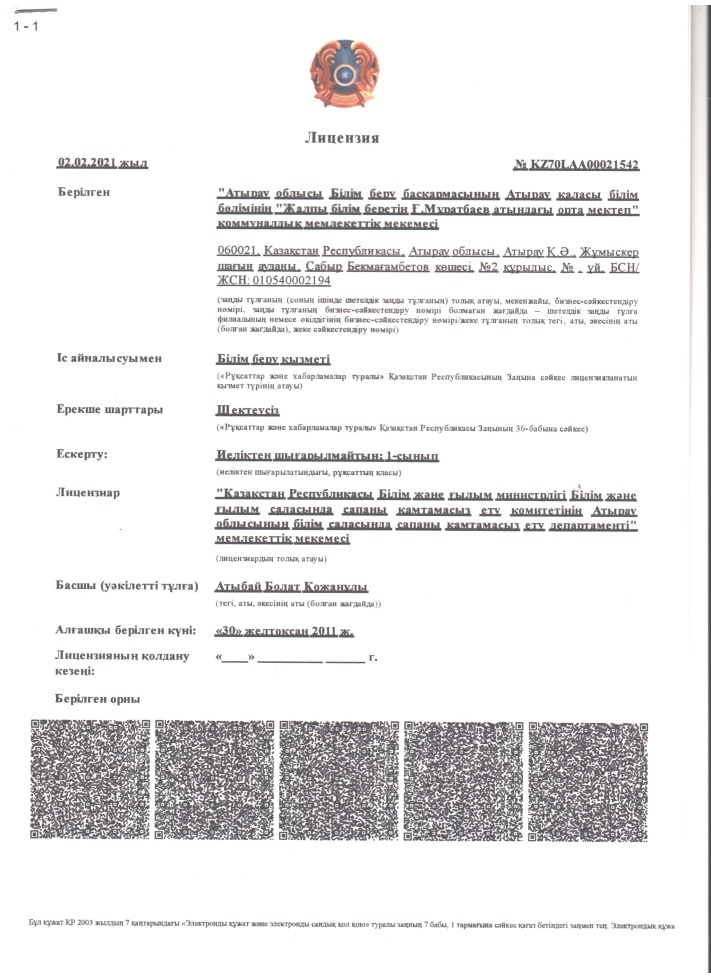 1 - 1
Лицензия
02.02.2021 жыл
№ KZ70LAA00021542
Берілген
"Атырау облысы Білім беру басқармасының Атырау қаласы білім
бөлімінің "Жалпы білім беретін Ғ.Мұратбаев атындағы орта мектеп"
коммуналдық мемлекеттік мекемесі
060021, Қазақстан Республикасы, Атырау облысы, Атырау Қ.Ә., Жұмыскер
шағын ауданы, Сабыр Бекмағамбетов көшесі, №2 құрылыс, № , үй, БСН/
ЖСН: 010540002194
(заңды тұлғаның (соның ішінде шетелдік заңды тұлғаның) толық атауы, мекенжайы, бизнес-сәйкестендіру
нөмірі, заңды тұлғаның бизнес-сәйкестендіру нөмірі болмаған жағдайда – шетелдік заңды тұлға
филиалының немесе өкілдігінің бизнес-сәйкестендіру нөмірі/жеке тұлғаның толық тегі, аты, әкесінің аты
(болған жағдайда), жеке сәйкестендіру нөмірі)
Іс айналысуымен
Білім беру қызметі
(«Рұқсаттар және хабарламалар туралы» Қазақстан Республикасының Заңына сәйкес лицензияланатын
қызмет түрінің атауы)
Ерекше шарттары
Шектеусіз
(«Рұқсаттар және хабарламалар туралы» Қазақстан Республикасы Заңының 36-бабына сәйкес)
Ескерту:
Иеліктен шығарылмайтын; 1-сынып
(иеліктен шығарылатындығы, рұқсаттың класы)
Лицензиар
"Қазақстан Республикасы Білім және ғылым министрлігі Білім және
ғылым саласында сапаны қамтамасыз ету комитетінің Атырау
облысының білім саласында сапаны қамтамасыз ету департаменті"
мемлекеттік мекемесі
(лицензиардың толық атауы)
Басшы (уәкілетті тұлға)
Атыбай Болат Қожанұлы
(тегі, аты, әкесінің аты (болған жағдайда))
Алғашқы берілген күні:
«30» желтоқсан 2011 ж.
Лицензияның қолдану
кезеңі:
«____» __________ ______ г.
Берілген орны
Бұл құжат ҚР 2003 жылдың 7 қаңтарындағы «Электронды құжат және электронды сандық қол қою» туралы заңның 7 бабы, 1 тармағына сәйкес қағаз бетіндегі заңмен тең. Электрондық құжа